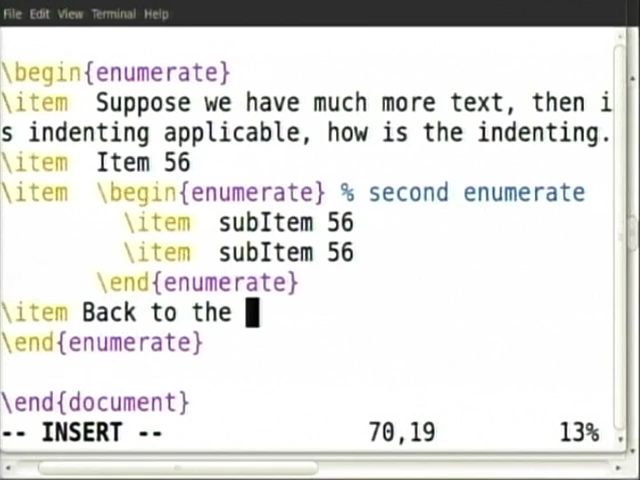 File Edit View Terminal Help
\begin{enumerate}
\item  Suppose we have much more text, then i
s indenting applicable, how is the indenting.
\item  Item 56
\item  \begin{enumerate} % second enumerate
\item  subItem 56
\item  subItem 56
\end{enumerate}
\item Back to the
\end{enumerate}
\end{document}
-- INSERT -- 70,19 13%